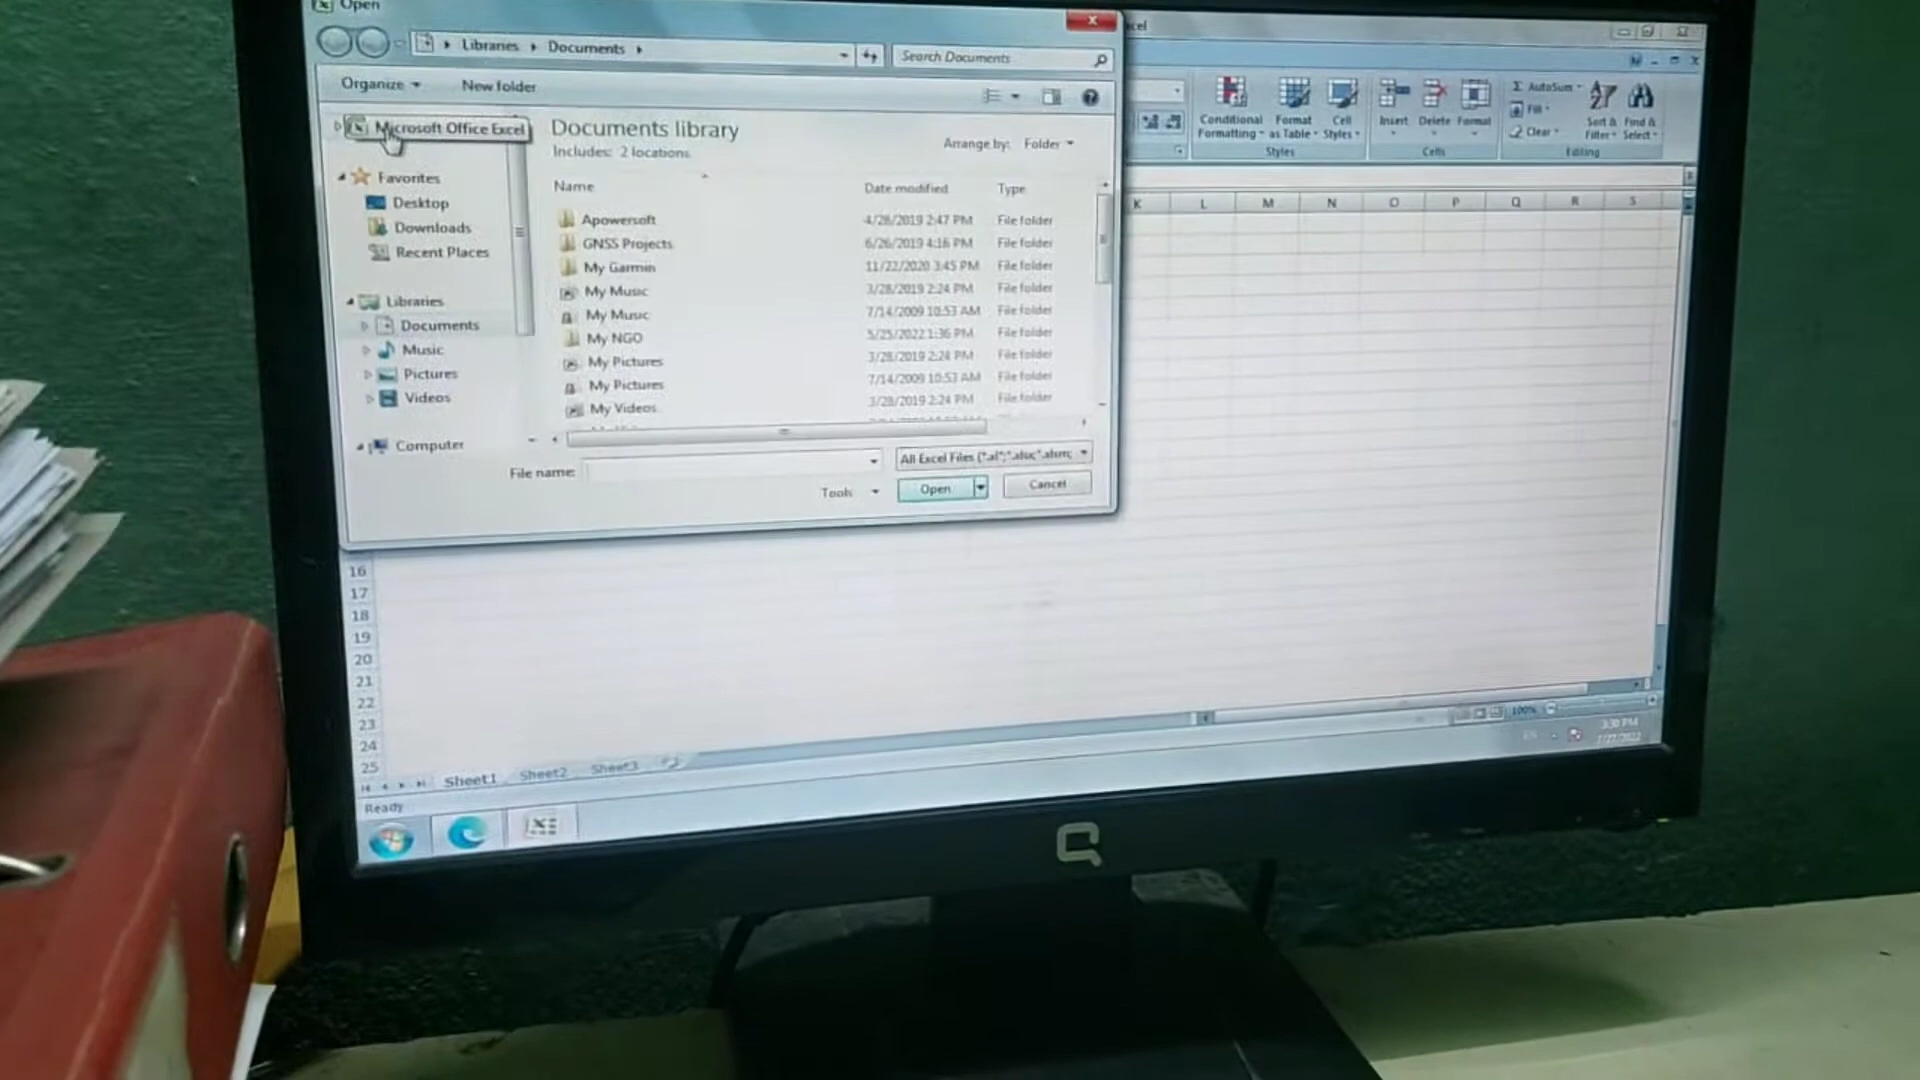 Open
Libraries
Documents
Search Documents
Organize
New folder
Microsoft Office Excel
Favorites
Desktop
Downloads
Recent Places
Libraries
Documents
Music
Pictures
Videos
Computer
Documents library
Includes: 2 locations
Arrange by: Folder
Name Date modified Type
Apowersoft 4/28/2019 2:47 PM File folder
GNSS Projects 6/26/2019 4:16 PM File folder
My Garmin 11/22/2020 3:45 PM File folder
My Music 3/28/2019 2:24 PM File folder
My Music 7/14/2009 10:53 AM File folder
My NGO 5/25/2022 1:36 PM File folder
My Pictures 3/28/2019 2:24 PM File folder
My Pictures 7/14/2009 10:53 AM File folder
My Videos 3/28/2019 2:24 PM File folder
File name:
All Excel Files
Tools Open Cancel
Conditional Formatting
Format as Table
Cell Styles
Styles
Insert Delete Format
Cells
Σ AutoSum
Fill
Clear
Sort & Filter
Find & Select
Editing
K L M N O P Q R S
16
17
18
19
20
21
22
23
24
25
Sheet1 Sheet2 Sheet3
Ready
100%
EN
3:30 PM
7/27/2022